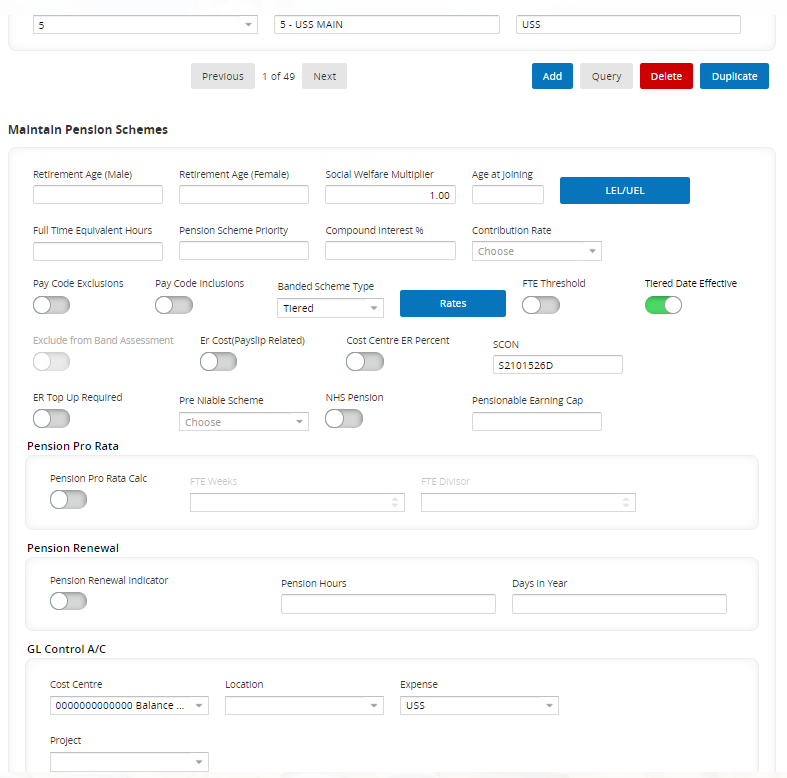 5 5 - USS MAIN USS
Previous 1 of 49 Next Add Query Delete Duplicate
Maintain Pension Schemes
Retirement Age (Male) Retirement Age (Female) Social Welfare Multiplier Age at Joining
1.00 LEL/UEL
Full Time Equivalent Hours Pension Scheme Priority Compound Interest % Contribution Rate
Choose
Pay Code Exclusions Pay Code Inclusions Banded Scheme Type FTE Threshold Tiered Date Effective
Tiered Rates
Exclude from Band Assessment Er Cost(Payslip Related) Cost Centre ER Percent SCON
S2101526D
ER Top Up Required Pre Niable Scheme NHS Pension Pensionable Earning Cap
Choose
Pension Pro Rata
Pension Pro Rata Calc FTE Weeks FTE Divisor
Pension Renewal
Pension Renewal Indicator Pension Hours Days In Year
GL Control A/C
Cost Centre Location Expense
0000000000000 Balance ... USS
Project